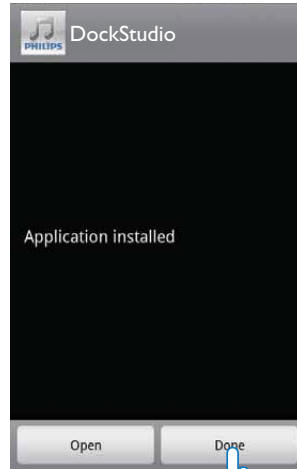 PHILIPS
DockStudio
Application installed
Open
Done